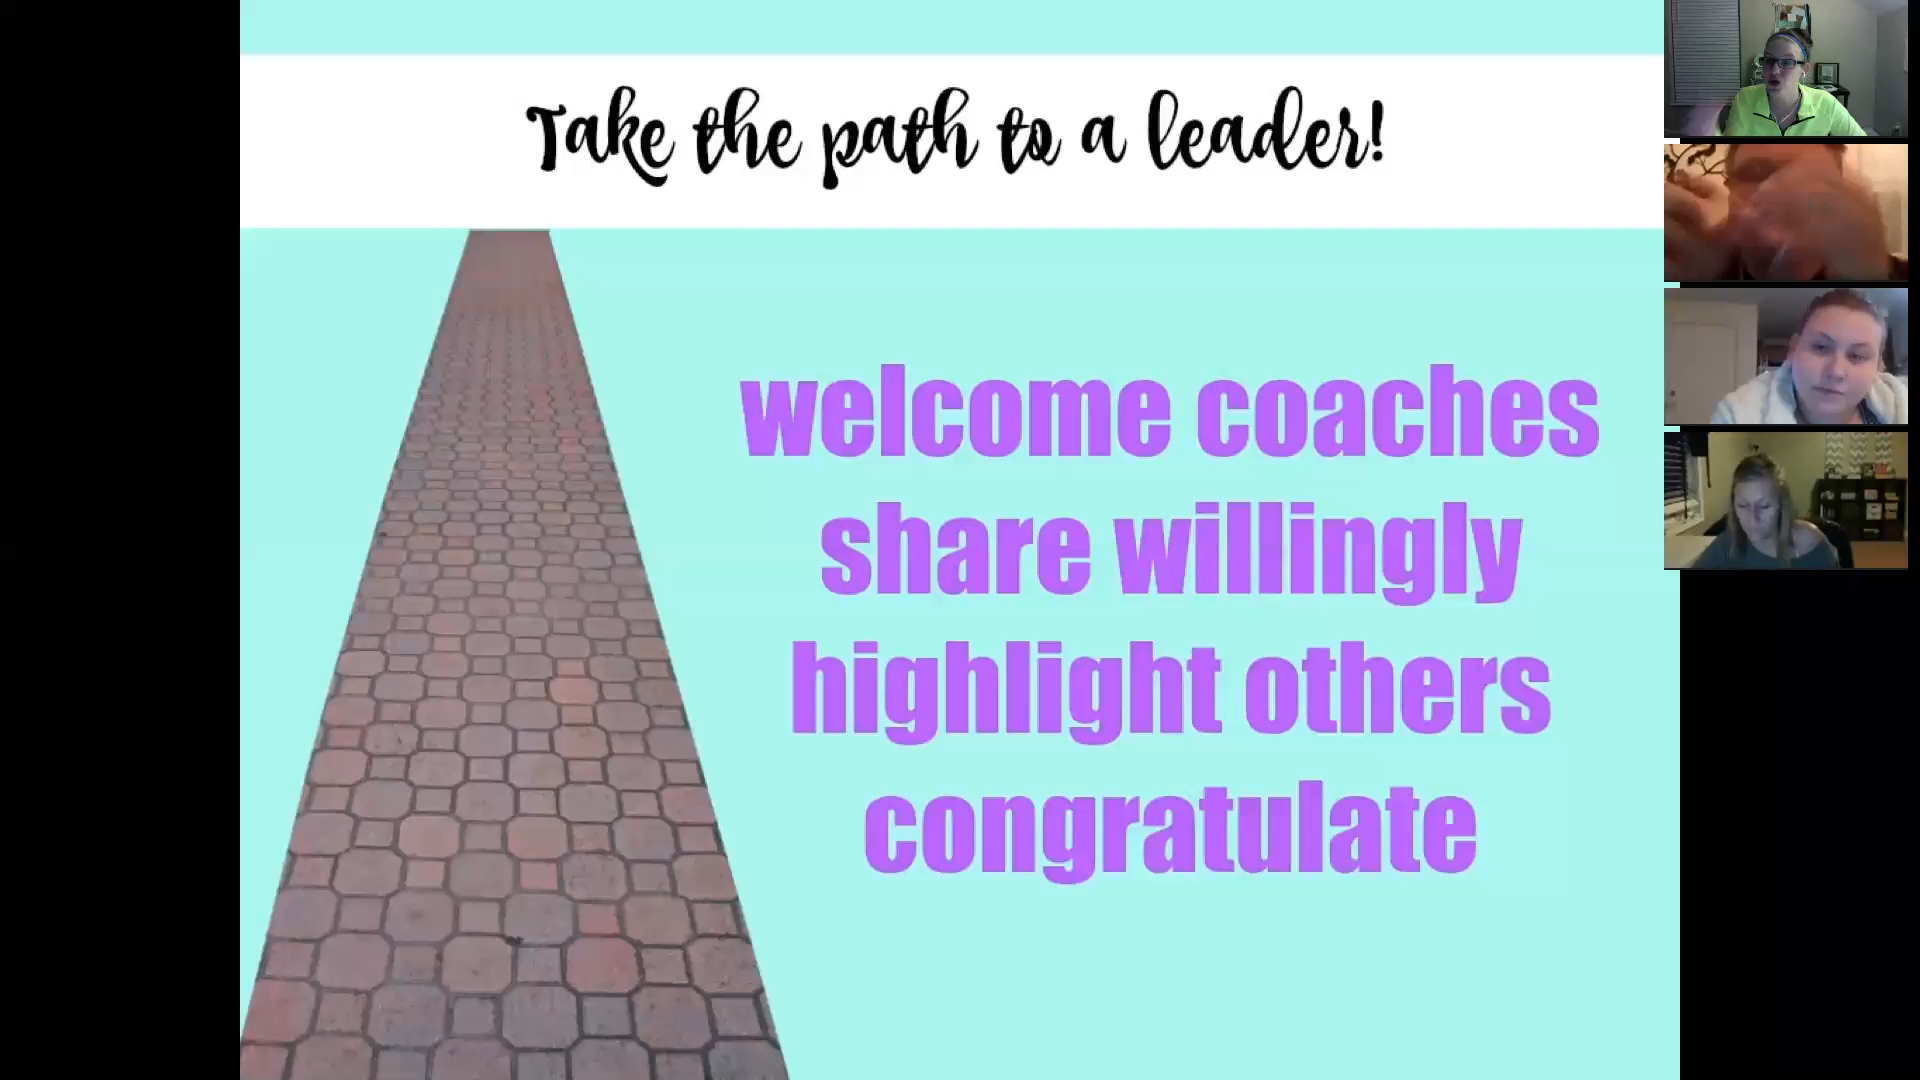 Take the path to a leader!
welcome coaches
share willingly
highlight others
congratulate